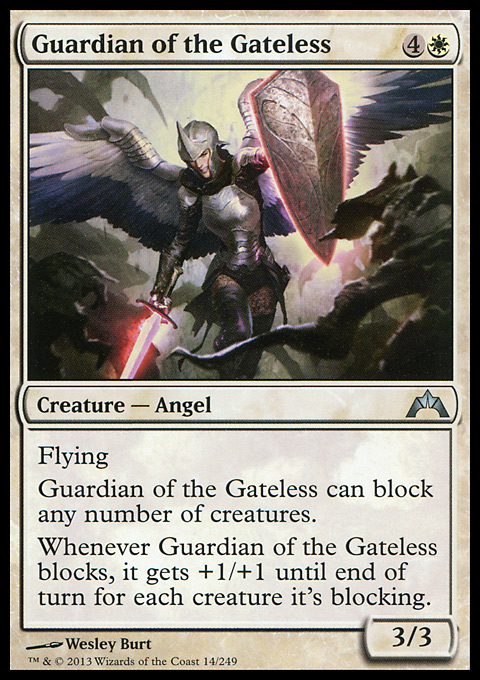 Guardian of the Gateless 4
Creature — Angel
Flying
Guardian of the Gateless can block
any number of creatures.
Whenever Guardian of the Gateless
blocks, it gets +1/+1 until end of
turn for each creature it's blocking.
Wesley Burt
3/3
™ & © 2013 Wizards of the Coast 14/249